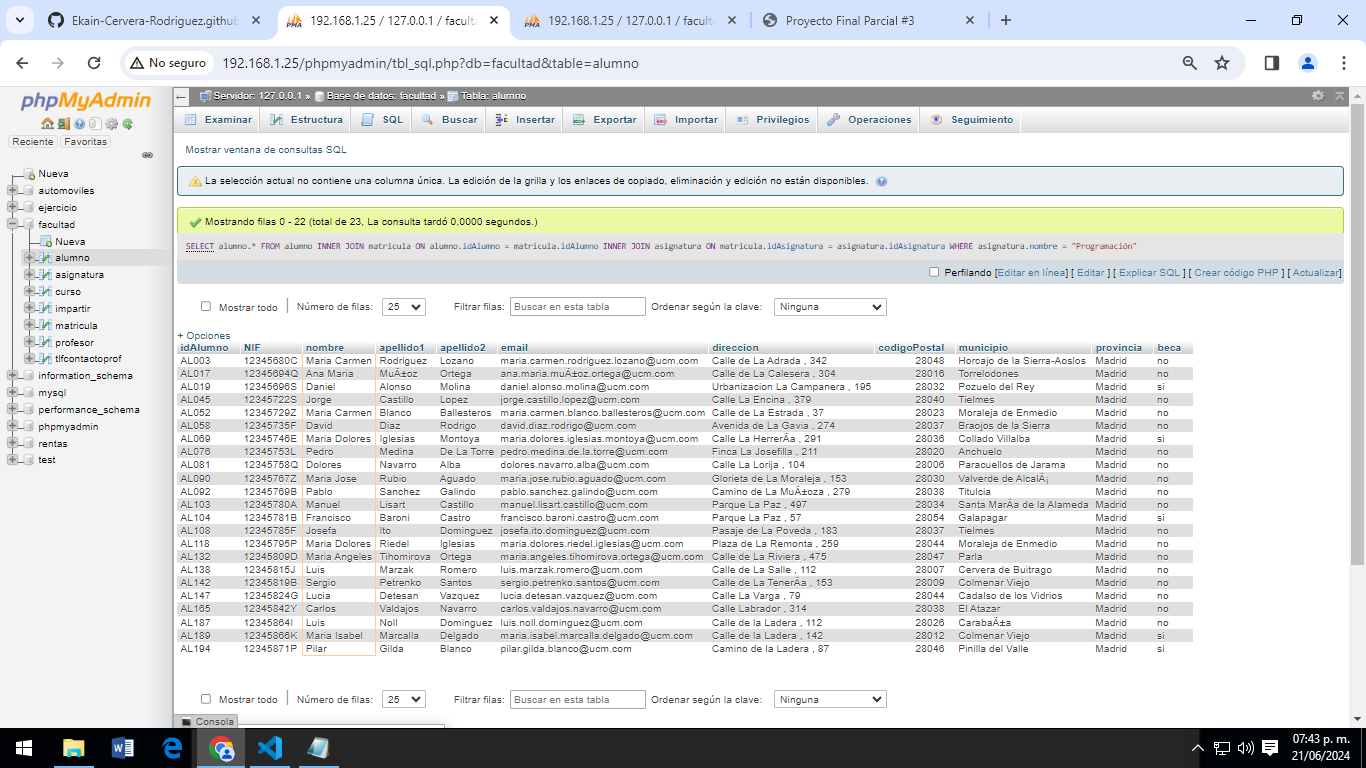 Ekain-Cervera-Rodriguez.github
192.168.1.25 / 127.0.0.1 / faculta
192.168.1.25 / 127.0.0.1 / faculta
Proyecto Final Parcial #3
No seguro
192.168.1.25/phpmyadmin/tbl_sql.php?db=facultad&table=alumno
phpMyAdmin
Reciente Favoritas
Nueva
automoviles
ejercicio
facultad
Nueva
alumno
asignatura
curso
impartir
matricula
profesor
tlfcontactoprof
information_schema
mysql
performance_schema
phpmyadmin
rentas
test
Servidor: 127.0.0.1 » Base de datos: facultad » Tabla: alumno
Examinar Estructura SQL Buscar Insertar Exportar Importar Privilegios Operaciones Seguimiento
Mostrar ventana de consultas SQL
La selección actual no contiene una columna única. La edición de la grilla y los enlaces de copiado, eliminación y edición no están disponibles.
Mostrando filas 0 - 22 (total de 23, La consulta tardó 0,0000 segundos.)
SELECT alumno.* FROM alumno INNER JOIN matricula ON alumno.idAlumno = matricula.idAlumno INNER JOIN asignatura ON matricula.idAsignatura = asignatura.idAsignatura WHERE asignatura.nombre = "Programación"
Perfilando [Editar en línea] [ Editar ] [ Explicar SQL ] [ Crear código PHP ] [ Actualizar]
Mostrar todo Número de filas: 25 Filtrar filas: Buscar en esta tabla Ordenar según la clave: Ninguna
+ Opciones
idAlumno NIF nombre apellido1 apellido2 email direccion codigoPostal municipio provincia beca
AL003 12345680C Maria Carmen Rodriguez Lozano maria.carmen.rodriguez.lozano@ucm.com Calle de La Adrada , 342 28048 Horcajo de la Sierra-Aoslos Madrid no
AL017 12345694Q Ana Maria MuÃ±oz Ortega ana.maria.muÃ±oz.ortega@ucm.com Calle de La Calesera , 304 28016 Torrelodones Madrid no
AL019 12345696S Daniel Alonso Molina daniel.alonso.molina@ucm.com Urbanizacion La Campanera , 195 28032 Pozuelo del Rey Madrid si
AL045 12345722S Jorge Castillo Lopez jorge.castillo.lopez@ucm.com Calle La Encina , 379 28040 Tielmes Madrid no
AL052 12345729Z Maria Carmen Blanco Ballesteros maria.carmen.blanco.ballesteros@ucm.com Calle de La Estrada , 37 28023 Moraleja de Enmedio Madrid no
AL058 12345735F David Diaz Rodrigo david.diaz.rodrigo@ucm.com Avenida de La Gavia , 274 28037 Braojos de la Sierra Madrid no
AL069 12345746E Maria Dolores Iglesias Montoya maria.dolores.iglesias.montoya@ucm.com Calle La HerrerÃa , 291 28036 Collado Villalba Madrid si
AL076 12345753L Pedro Medina De La Torre pedro.medina.de.la.torre@ucm.com Finca La Josefilla , 211 28020 Anchuelo Madrid no
AL081 12345758Q Dolores Navarro Alba dolores.navarro.alba@ucm.com Calle La Lorija , 104 28006 Paracuellos de Jarama Madrid no
AL090 12345767Z Maria Jose Rubio Aguado maria.jose.rubio.aguado@ucm.com Glorieta de La Moraleja , 153 28030 Valverde de AlcalÃ¡ Madrid no
AL092 12345769B Pablo Sanchez Galindo pablo.sanchez.galindo@ucm.com Camino de La MuÃ±oza , 279 28038 Titulcia Madrid no
AL103 12345780A Manuel Lisart Castillo manuel.lisart.castillo@ucm.com Parque La Paz , 497 28034 Santa MarÃa de la Alameda Madrid no
AL104 12345781B Francisco Baroni Castro francisco.baroni.castro@ucm.com Parque La Paz , 57 28054 Galapagar Madrid si
AL108 12345785F Josefa Ito Dominguez josefa.ito.dominguez@ucm.com Pasaje de La Poveda , 183 28037 Tielmes Madrid no
AL118 12345795P Maria Dolores Riedel Iglesias maria.dolores.riedel.iglesias@ucm.com Plaza de La Remonta , 259 28044 Moraleja de Enmedio Madrid no
AL132 12345809D Maria Angeles Tihomirova Ortega maria.angeles.tihomirova.ortega@ucm.com Calle de La Riviera , 475 28047 Parla Madrid no
AL138 12345815J Luis Marzak Romero luis.marzak.romero@ucm.com Calle de La Salle , 112 28007 Cervera de Buitrago Madrid no
AL142 12345819B Sergio Petrenko Santos sergio.petrenko.santos@ucm.com Calle de La TenerÃa , 153 28009 Colmenar Viejo Madrid no
AL147 12345824G Lucia Detesan Vazquez lucia.detesan.vazquez@ucm.com Calle La Varga , 79 28044 Cadalso de los Vidrios Madrid no
AL165 12345842Y Carlos Valdajos Navarro carlos.valdajos.navarro@ucm.com Calle Labrador , 314 28038 El Atazar Madrid no
AL187 12345864I Luis Noll Dominguez luis.noll.dominguez@ucm.com Calle de la Ladera , 112 28026 CarabaÃ±a Madrid no
AL189 12345866K Maria Isabel Marcalla Delgado maria.isabel.marcalla.delgado@ucm.com Calle de la Ladera , 142 28012 Colmenar Viejo Madrid si
AL194 12345871P Pilar Gilda Blanco pilar.gilda.blanco@ucm.com Camino de la Ladera , 87 28046 Pinilla del Valle Madrid si
Mostrar todo Número de filas: 25 Filtrar filas: Buscar en esta tabla Ordenar según la clave: Ninguna
Consola
07:43 p. m.
21/06/2024